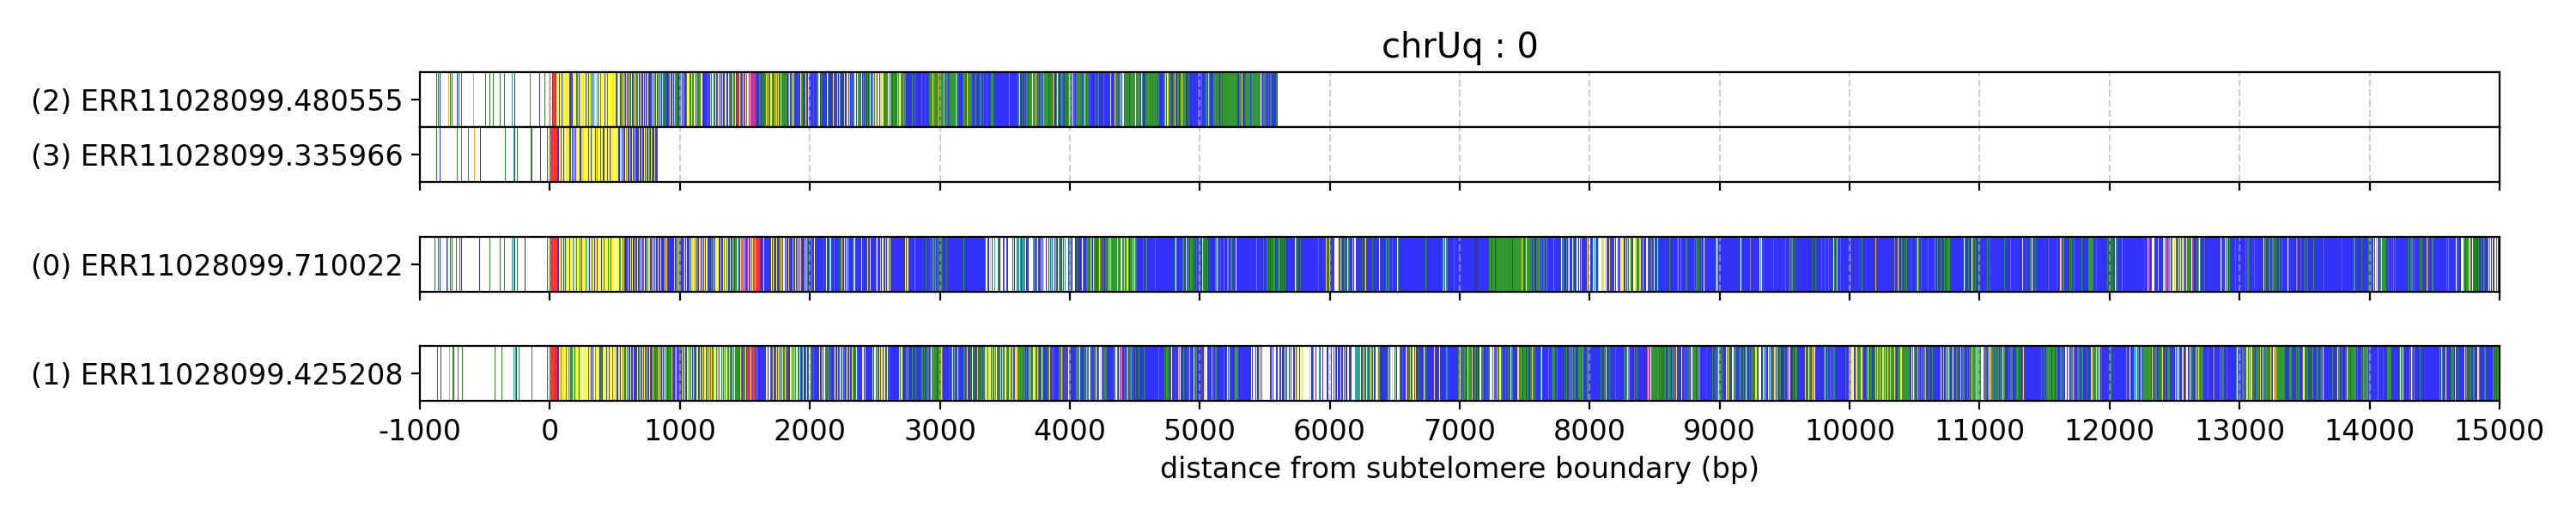 chrUq : 0
(2) ERR11028099.480555
(3) ERR11028099.335966
(0) ERR11028099.710022
(1) ERR11028099.425208
-1000 0 1000 2000 3000 4000 5000 6000 7000 8000 9000 10000 11000 12000 13000 14000 15000
distance from subtelomere boundary (bp)